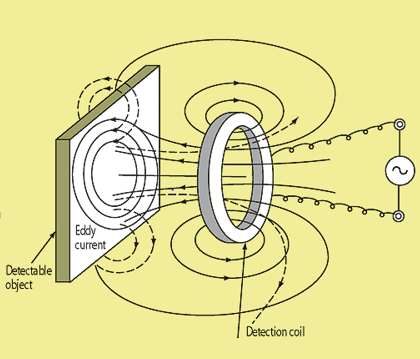 Eddy
current
Detectable
object
Detection coil